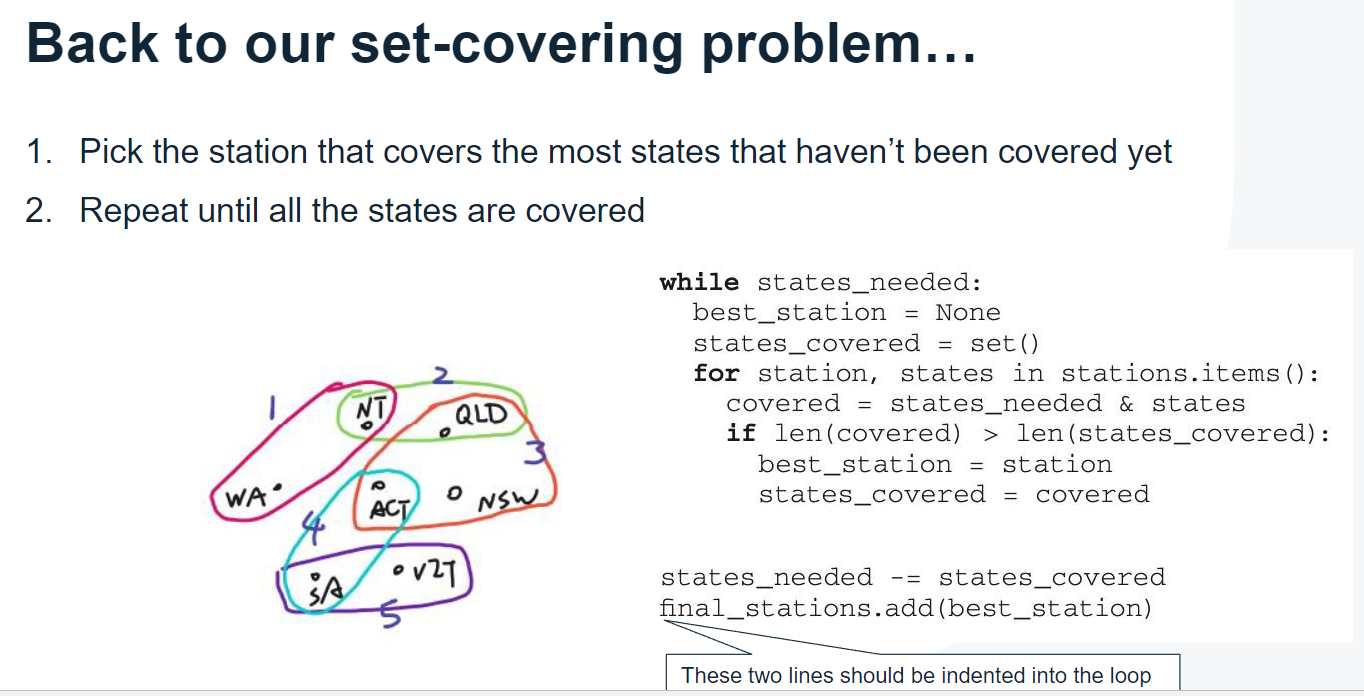 Back to our set-covering problem...
1. Pick the station that covers the most states that haven't been covered yet
2. Repeat until all the states are covered
while states_needed:
best_station = None
states_covered = set()
for station, states in stations.items():
covered = states_needed & states
if len(covered) > len(states_covered):
best_station = station
states_covered = covered
states_needed -= states_covered
final_stations.add(best_station)
These two lines should be indented into the loop
2
1
NT
QLD
3
WA
ACT
NSW
4
SA
VZT
5